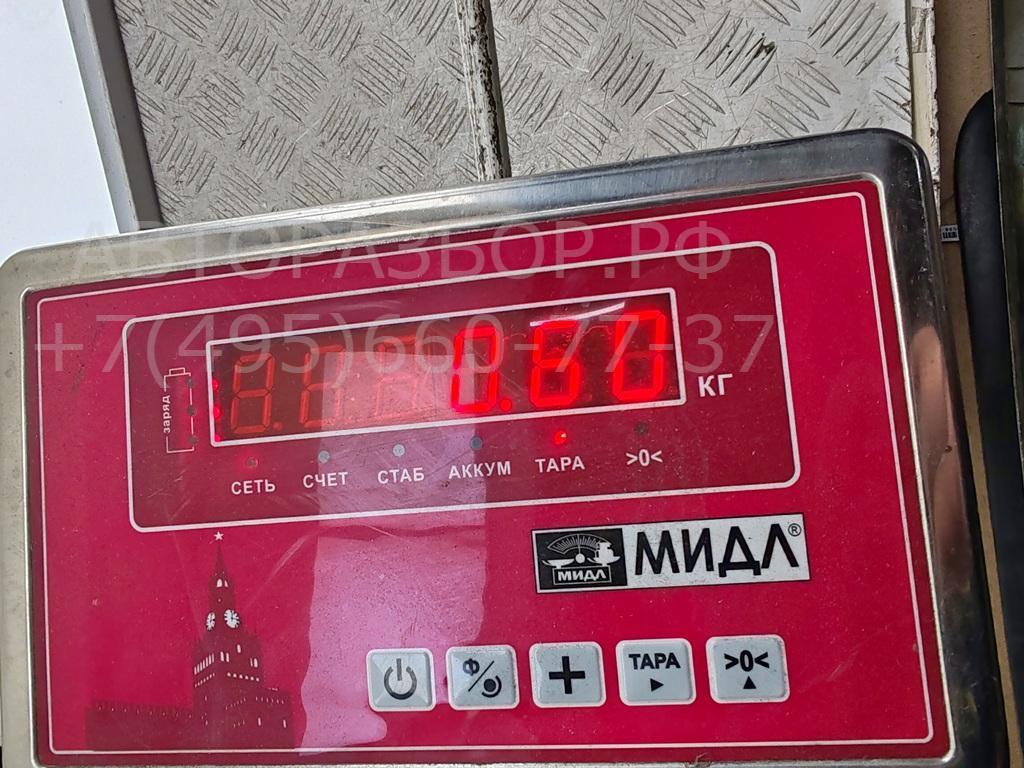 АВТОРАЗБОР.РФ
+7(495)660-77-37
заряд
0.60
КГ
СЕТЬ СЧЕТ СТАБ АККУМ ТАРА >0<
МИДЛ МИДЛ®
Ф ТАРА >0<